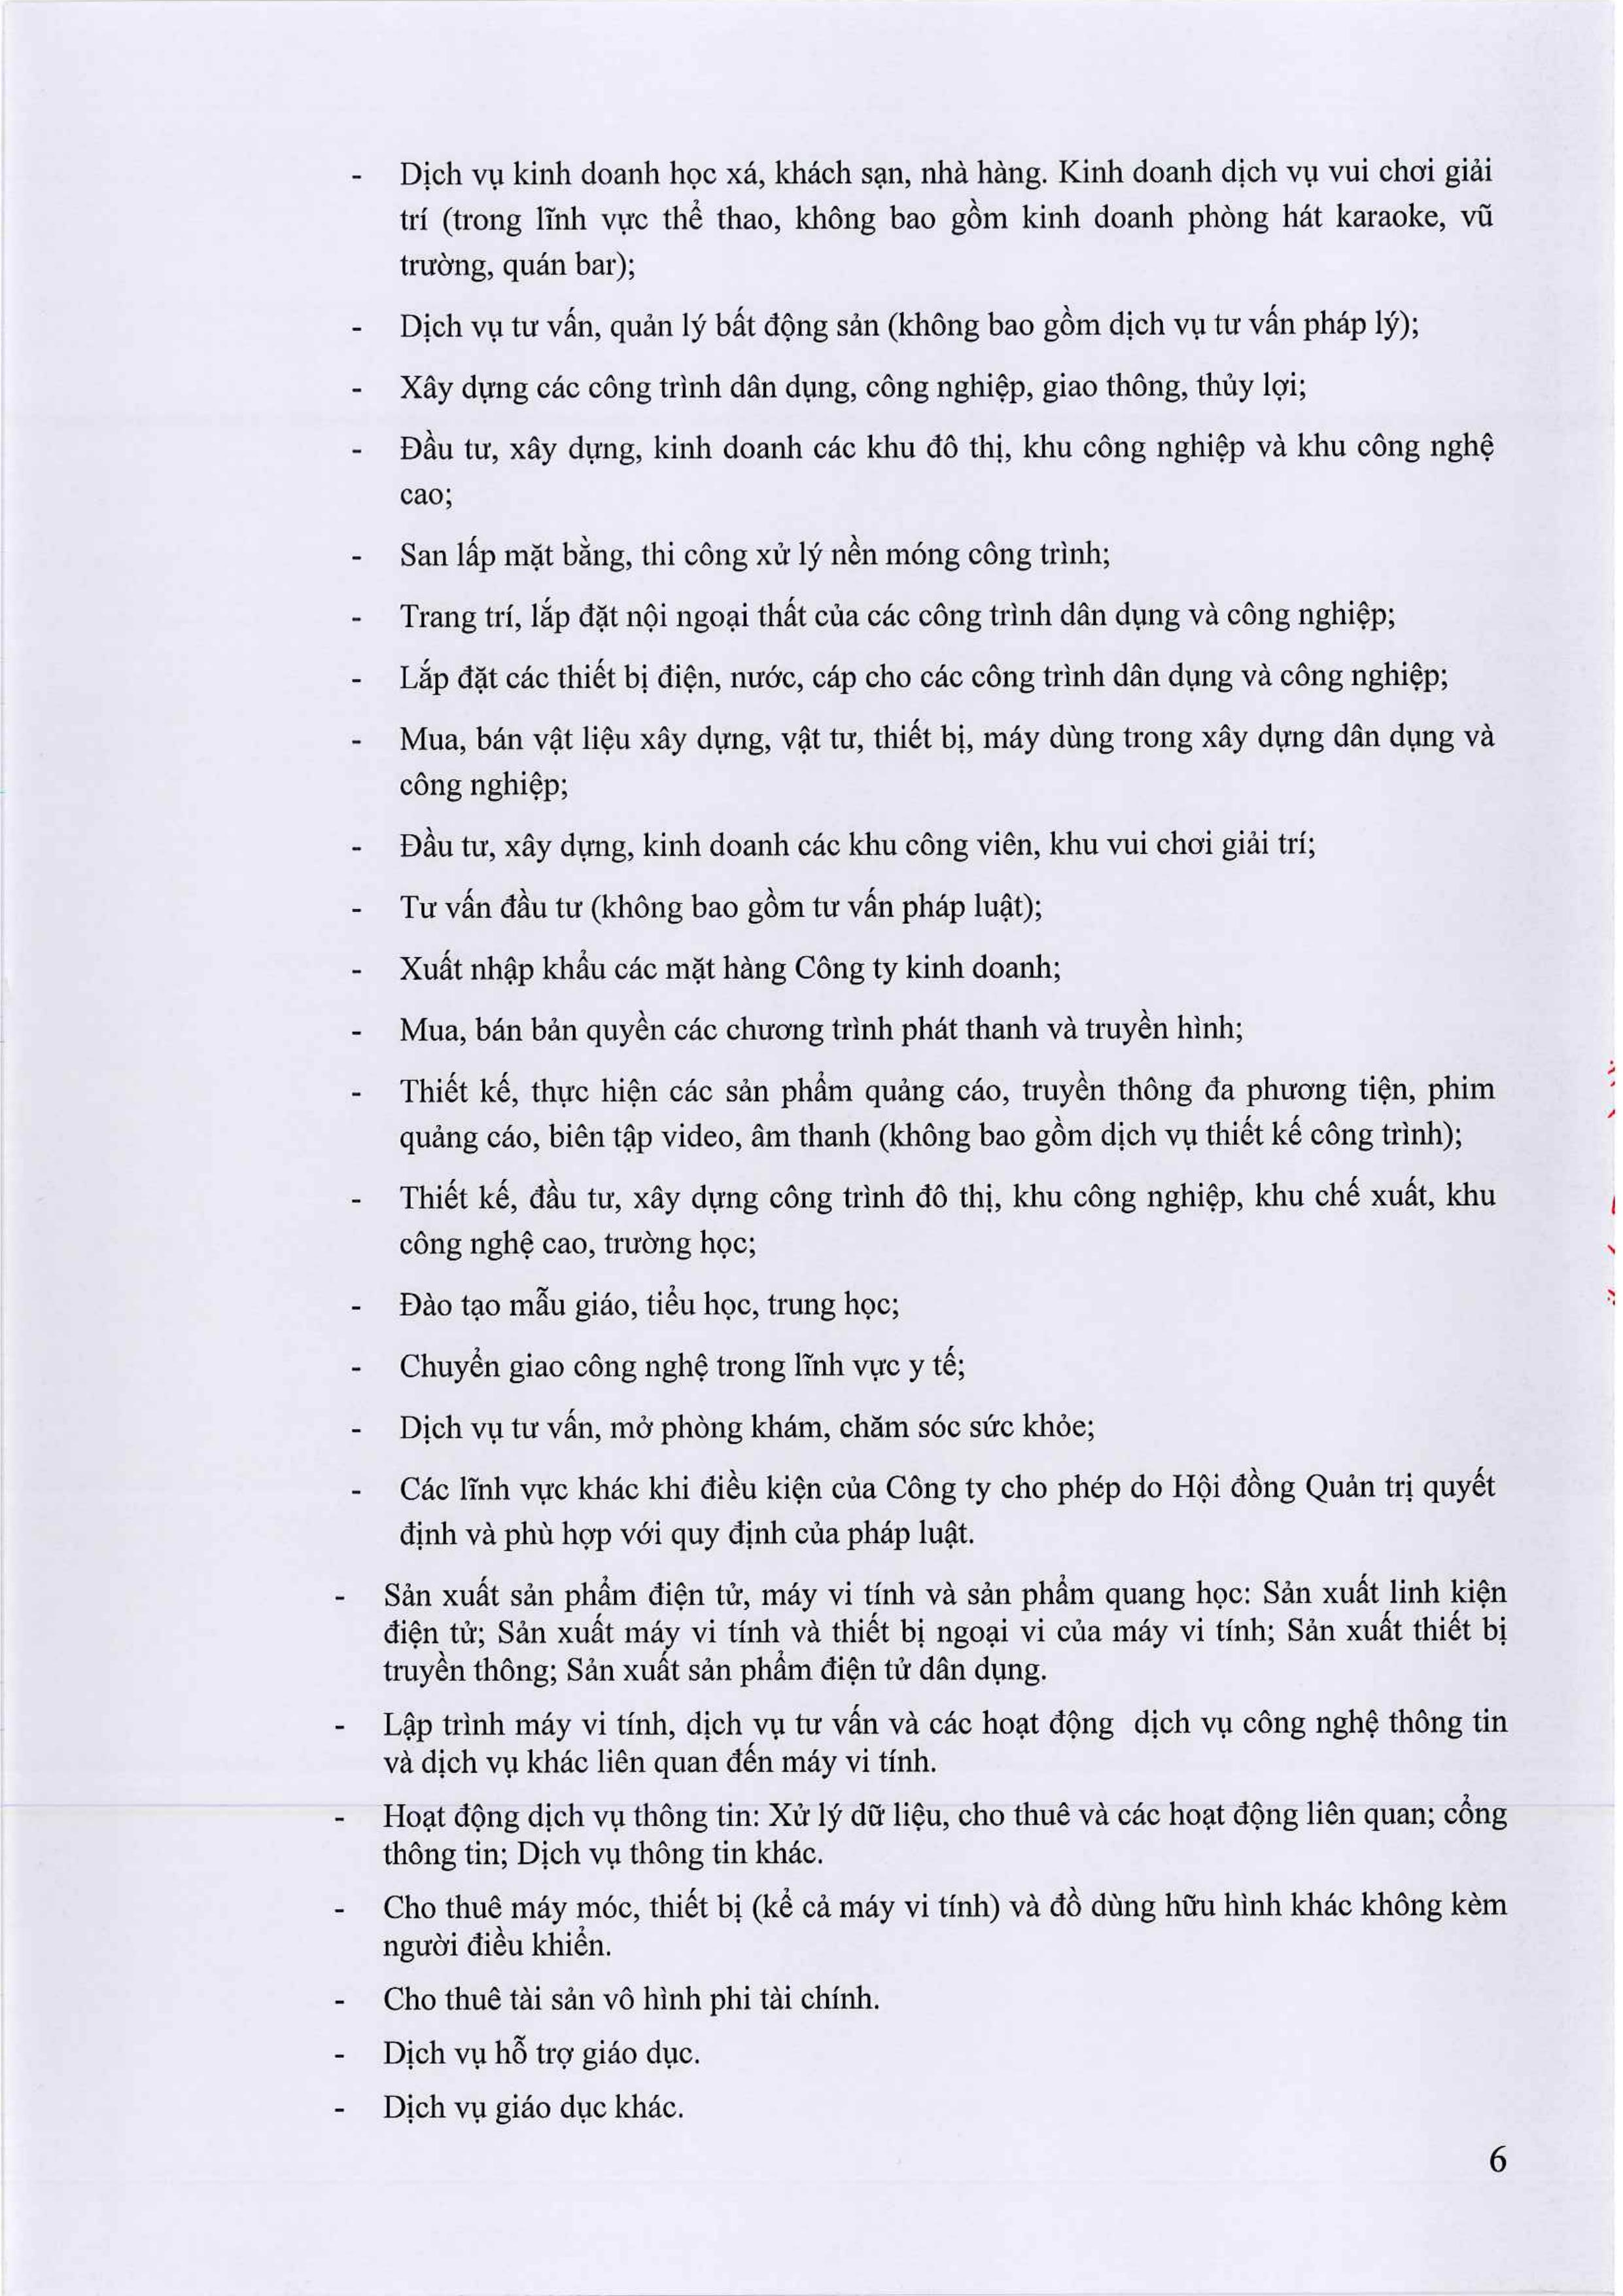 - Dịch vụ kinh doanh học xá, khách sạn, nhà hàng. Kinh doanh dịch vụ vui chơi giải
trí (trong lĩnh vực thể thao, không bao gồm kinh doanh phòng hát karaoke, vũ
trường, quán bar);
- Dịch vụ tư vấn, quản lý bất động sản (không bao gồm dịch vụ tư vấn pháp lý);
- Xây dựng các công trình dân dụng, công nghiệp, giao thông, thủy lợi;
- Đầu tư, xây dựng, kinh doanh các khu đô thị, khu công nghiệp và khu công nghệ
cao;
- San lấp mặt bằng, thi công xử lý nền móng công trình;
- Trang trí, lắp đặt nội ngoại thất của các công trình dân dụng và công nghiệp;
- Lắp đặt các thiết bị điện, nước, cáp cho các công trình dân dụng và công nghiệp;
- Mua, bán vật liệu xây dựng, vật tư, thiết bị, máy dùng trong xây dựng dân dụng và
công nghiệp;
- Đầu tư, xây dựng, kinh doanh các khu công viên, khu vui chơi giải trí;
- Tư vấn đầu tư (không bao gồm tư vấn pháp luật);
- Xuất nhập khẩu các mặt hàng Công ty kinh doanh;
- Mua, bán bản quyền các chương trình phát thanh và truyền hình;
- Thiết kế, thực hiện các sản phẩm quảng cáo, truyền thông đa phương tiện, phim
quảng cáo, biên tập video, âm thanh (không bao gồm dịch vụ thiết kế công trình);
- Thiết kế, đầu tư, xây dựng công trình đô thị, khu công nghiệp, khu chế xuất, khu
công nghệ cao, trường học;
- Đào tạo mẫu giáo, tiểu học, trung học;
- Chuyển giao công nghệ trong lĩnh vực y tế;
- Dịch vụ tư vấn, mở phòng khám, chăm sóc sức khỏe;
- Các lĩnh vực khác khi điều kiện của Công ty cho phép do Hội đồng Quản trị quyết
định và phù hợp với quy định của pháp luật.
- Sản xuất sản phẩm điện tử, máy vi tính và sản phẩm quang học: Sản xuất linh kiện
điện tử; Sản xuất máy vi tính và thiết bị ngoại vi của máy vi tính; Sản xuất thiết bị
truyền thông; Sản xuất sản phẩm điện tử dân dụng.
- Lập trình máy vi tính, dịch vụ tư vấn và các hoạt động dịch vụ công nghệ thông tin
và dịch vụ khác liên quan đến máy vi tính.
- Hoạt động dịch vụ thông tin: Xử lý dữ liệu, cho thuê và các hoạt động liên quan; cổng
thông tin; Dịch vụ thông tin khác.
- Cho thuê máy móc, thiết bị (kể cả máy vi tính) và đồ dùng hữu hình khác không kèm
người điều khiển.
- Cho thuê tài sản vô hình phi tài chính.
- Dịch vụ hỗ trợ giáo dục.
- Dịch vụ giáo dục khác.
6